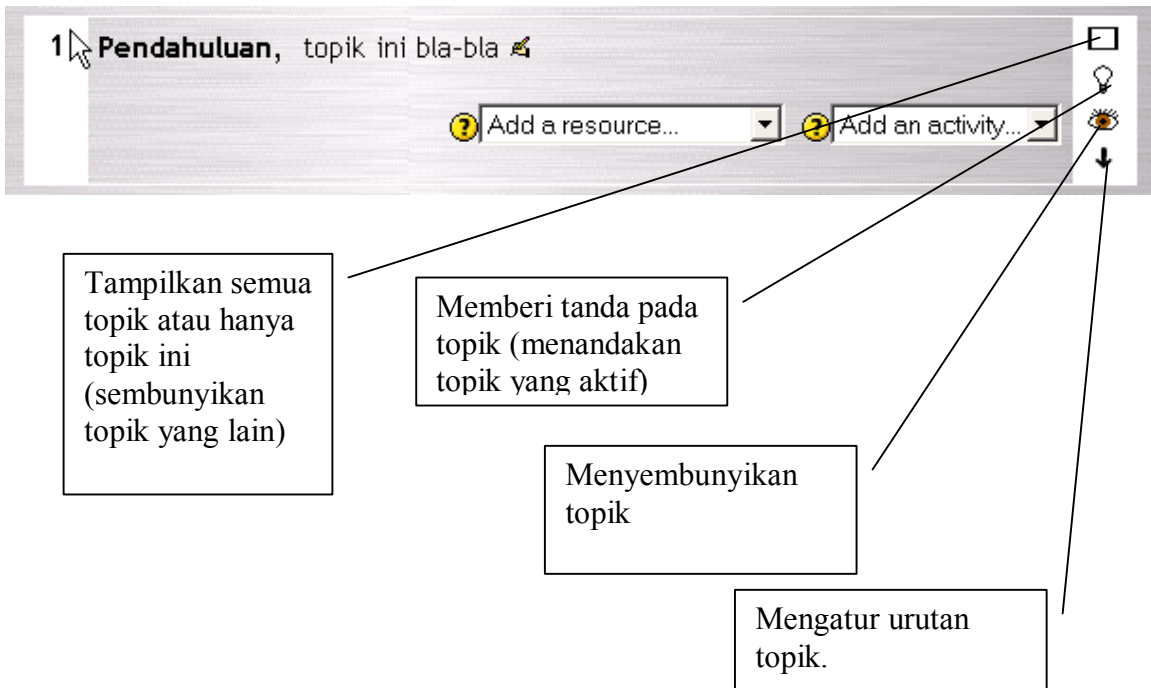 1 Pendahuluan, topik ini bla-bla
? Add a resource... ? Add an activity...
Tampilkan semua
topik atau hanya
topik ini
(sembunyikan
topik yang lain)
Memberi tanda pada
topik (menandakan
topik yang aktif)
Menyembunyikan
topik
Mengatur urutan
topik.